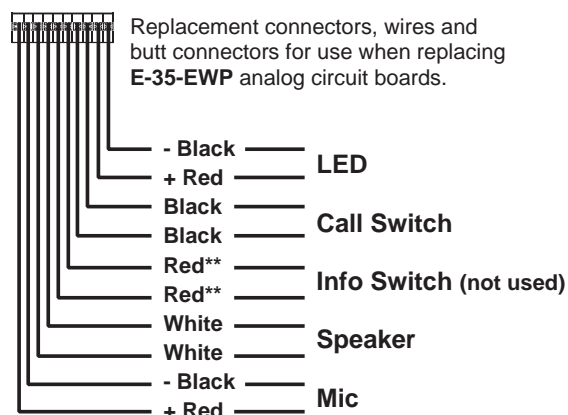 Replacement connectors, wires and
butt connectors for use when replacing
E-35-EWP analog circuit boards.
- Black
+ Red
LED
Black
Black
Call Switch
Red**
Red**
Info Switch (not used)
White
White
Speaker
- Black
+ Red
Mic